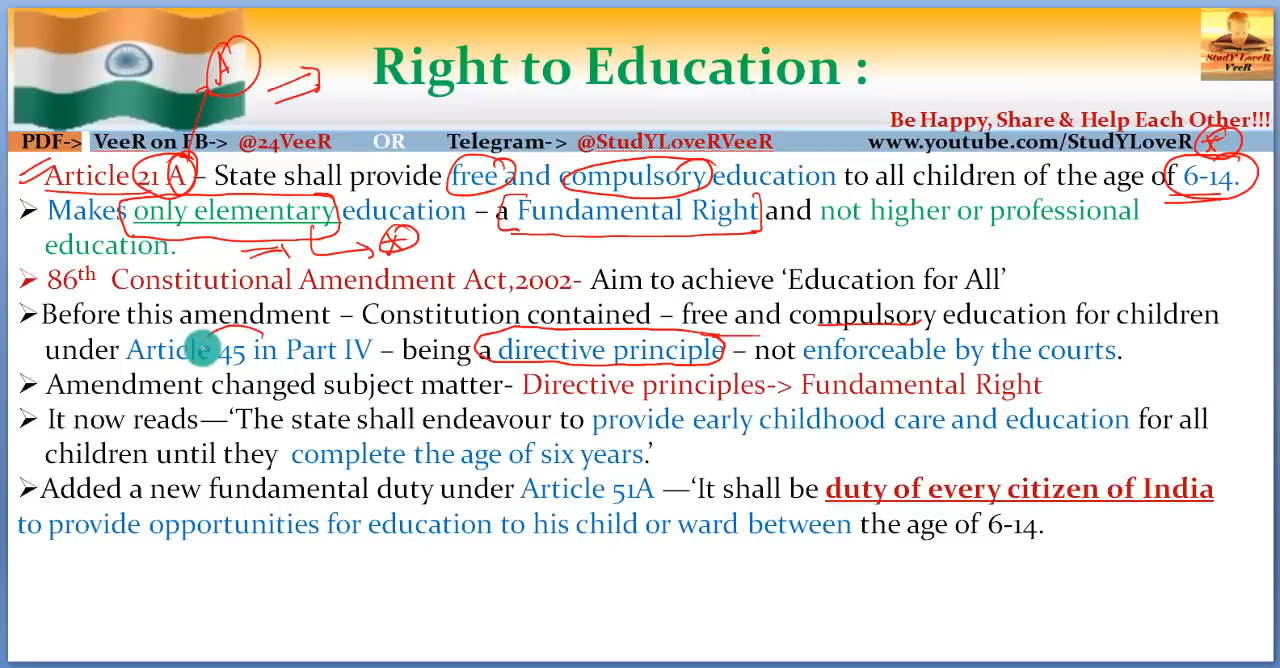 Right to Education :
StudY LoveR
VeeR
Be Happy, Share & Help Each Other!!!
PDF-> VeeR on FB-> @24VeeR OR Telegram-> @StudYLoveRVeeR www.youtube.com/StudYLoveR
Article 21 A – State shall provide free and compulsory education to all children of the age of 6-14.
➢ Makes only elementary education – a Fundamental Right and not higher or professional
education.
➢ 86th Constitutional Amendment Act,2002- Aim to achieve ‘Education for All’
➢Before this amendment – Constitution contained – free and compulsory education for children
under Article 45 in Part IV – being a directive principle – not enforceable by the courts.
➢ Amendment changed subject matter- Directive principles-> Fundamental Right
➢ It now reads—‘The state shall endeavour to provide early childhood care and education for all
children until they complete the age of six years.’
➢Added a new fundamental duty under Article 51A —‘It shall be duty of every citizen of India
to provide opportunities for education to his child or ward between the age of 6-14.
A